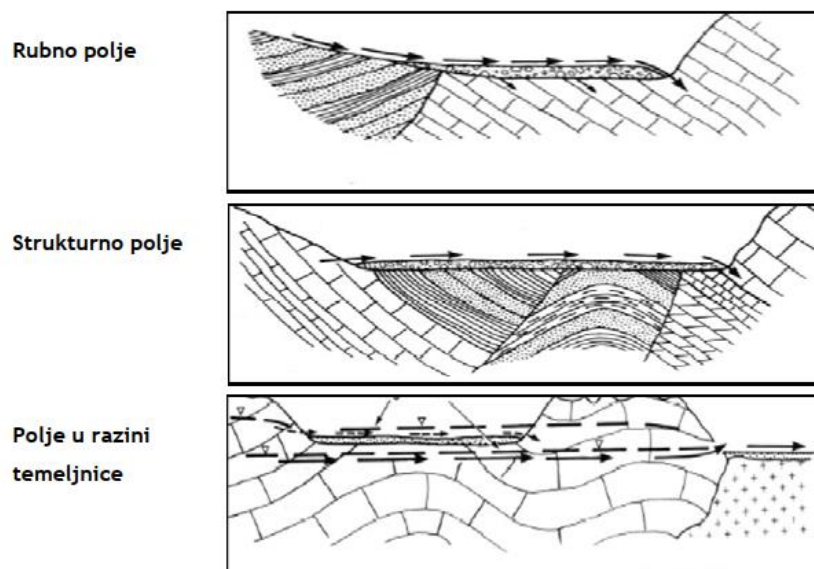 Rubno polje
Strukturno polje
Polje u razini
temeljnice